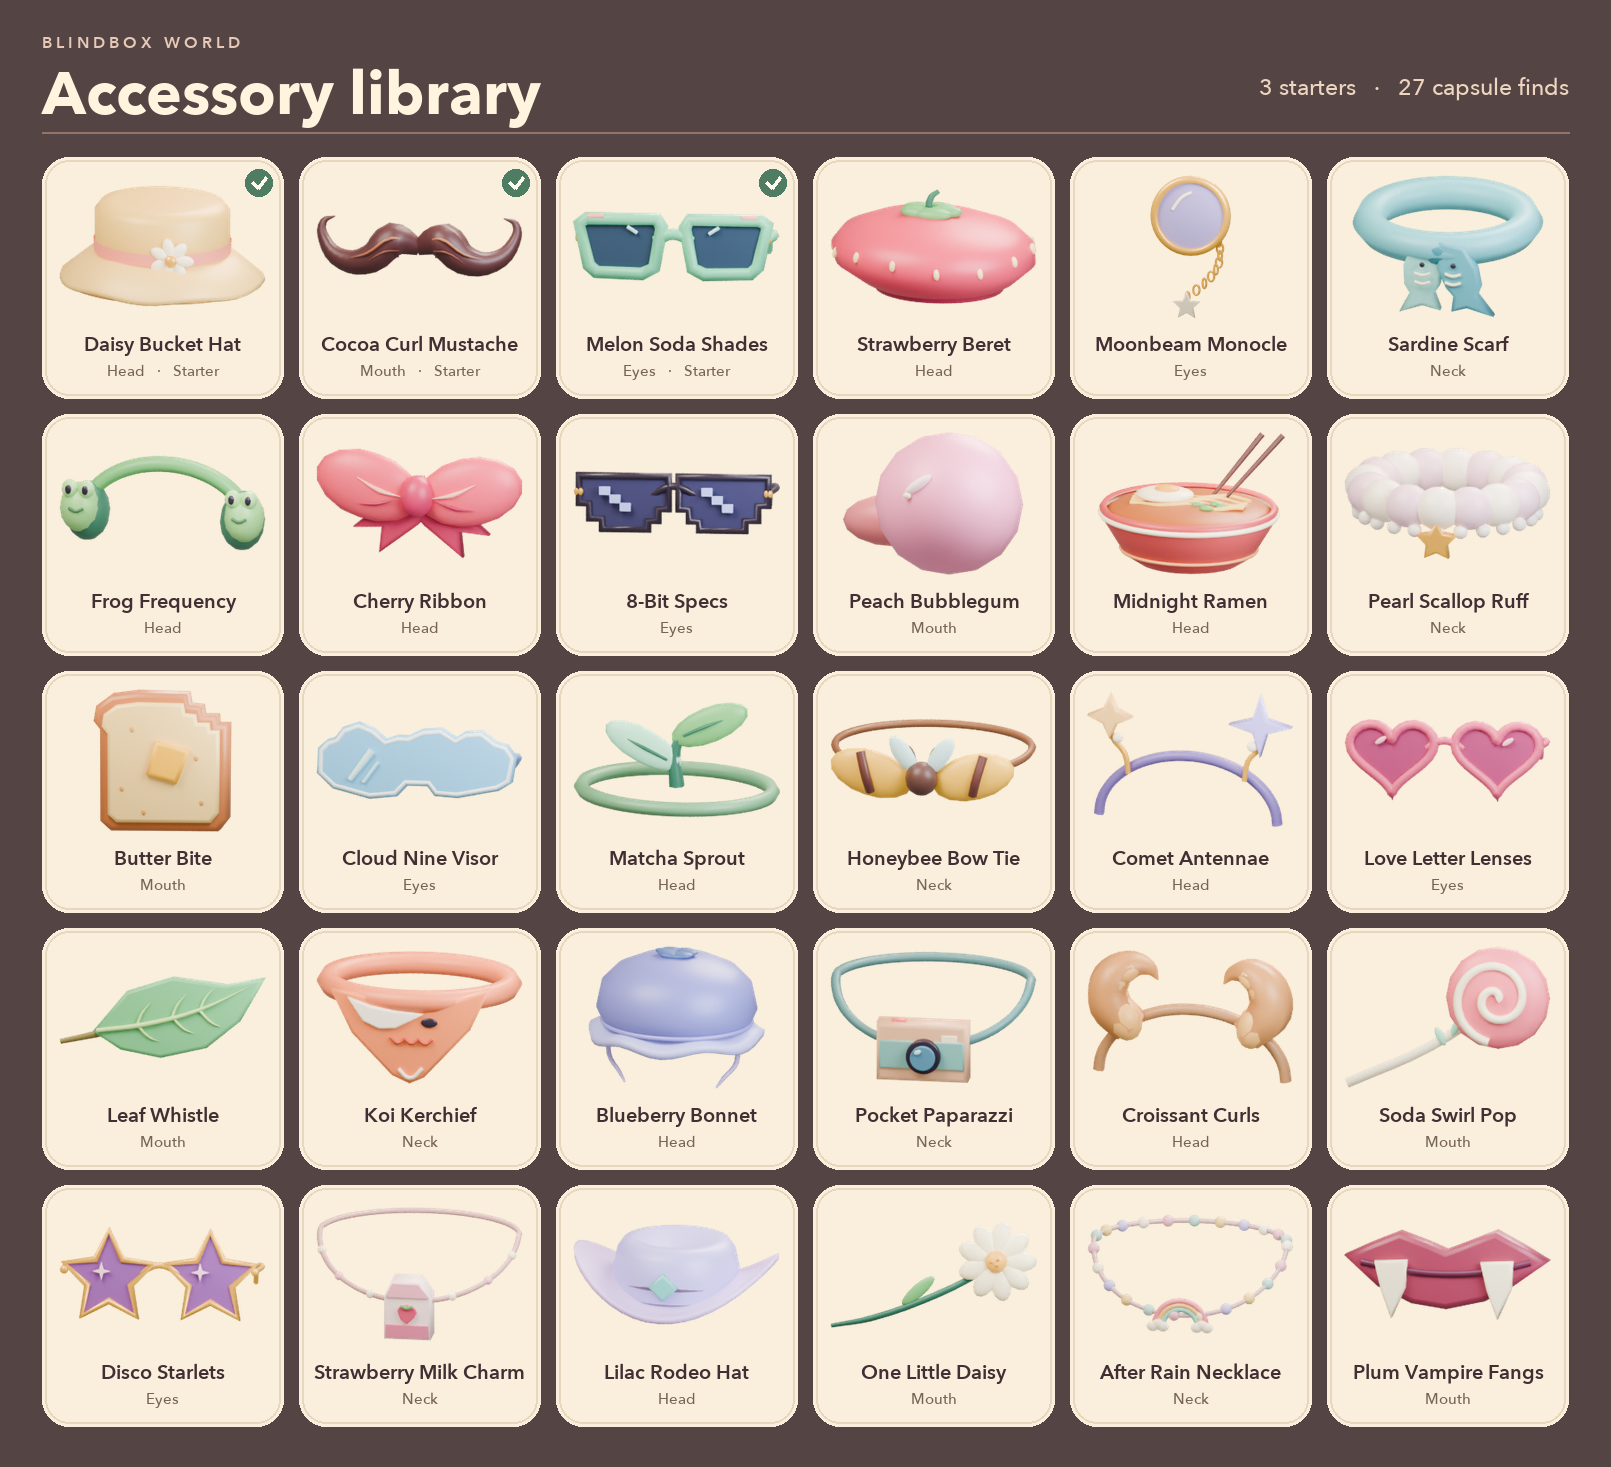 BLINDBOX WORLD
Accessory library
3 starters · 27 capsule finds
Daisy Bucket Hat
Head · Starter
Cocoa Curl Mustache
Mouth · Starter
Melon Soda Shades
Eyes · Starter
Strawberry Beret
Head
Moonbeam Monocle
Eyes
Sardine Scarf
Neck
Frog Frequency
Head
Cherry Ribbon
Head
8-Bit Specs
Eyes
Peach Bubblegum
Mouth
Midnight Ramen
Head
Pearl Scallop Ruff
Neck
Butter Bite
Mouth
Cloud Nine Visor
Eyes
Matcha Sprout
Head
Honeybee Bow Tie
Neck
Comet Antennae
Head
Love Letter Lenses
Eyes
Leaf Whistle
Mouth
Koi Kerchief
Neck
Blueberry Bonnet
Head
Pocket Paparazzi
Neck
Croissant Curls
Head
Soda Swirl Pop
Mouth
Disco Starlets
Eyes
Strawberry Milk Charm
Neck
Lilac Rodeo Hat
Head
One Little Daisy
Mouth
After Rain Necklace
Neck
Plum Vampire Fangs
Mouth